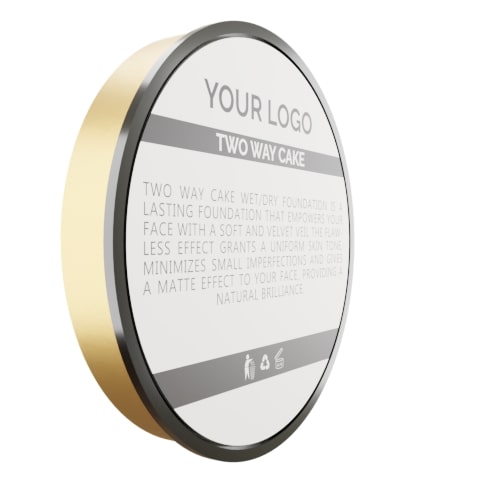 YOUR LOGO
TWO WAY CAKE
TWO WAY CAKE WET/DRY FOUNDATION IS A
LASTING FOUNDATION THAT EMPOWERS YOUR
FACE WITH A SOFT AND VELVET VEIL THE FLAW-
LESS EFFECT GRANTS A UNIFORM SKIN TONE,
MINIMIZES SMALL IMPERFECTIONS AND GIVES
A MATTE EFFECT TO YOUR FACE, PROVIDING A
NATURAL BRILLIANCE.